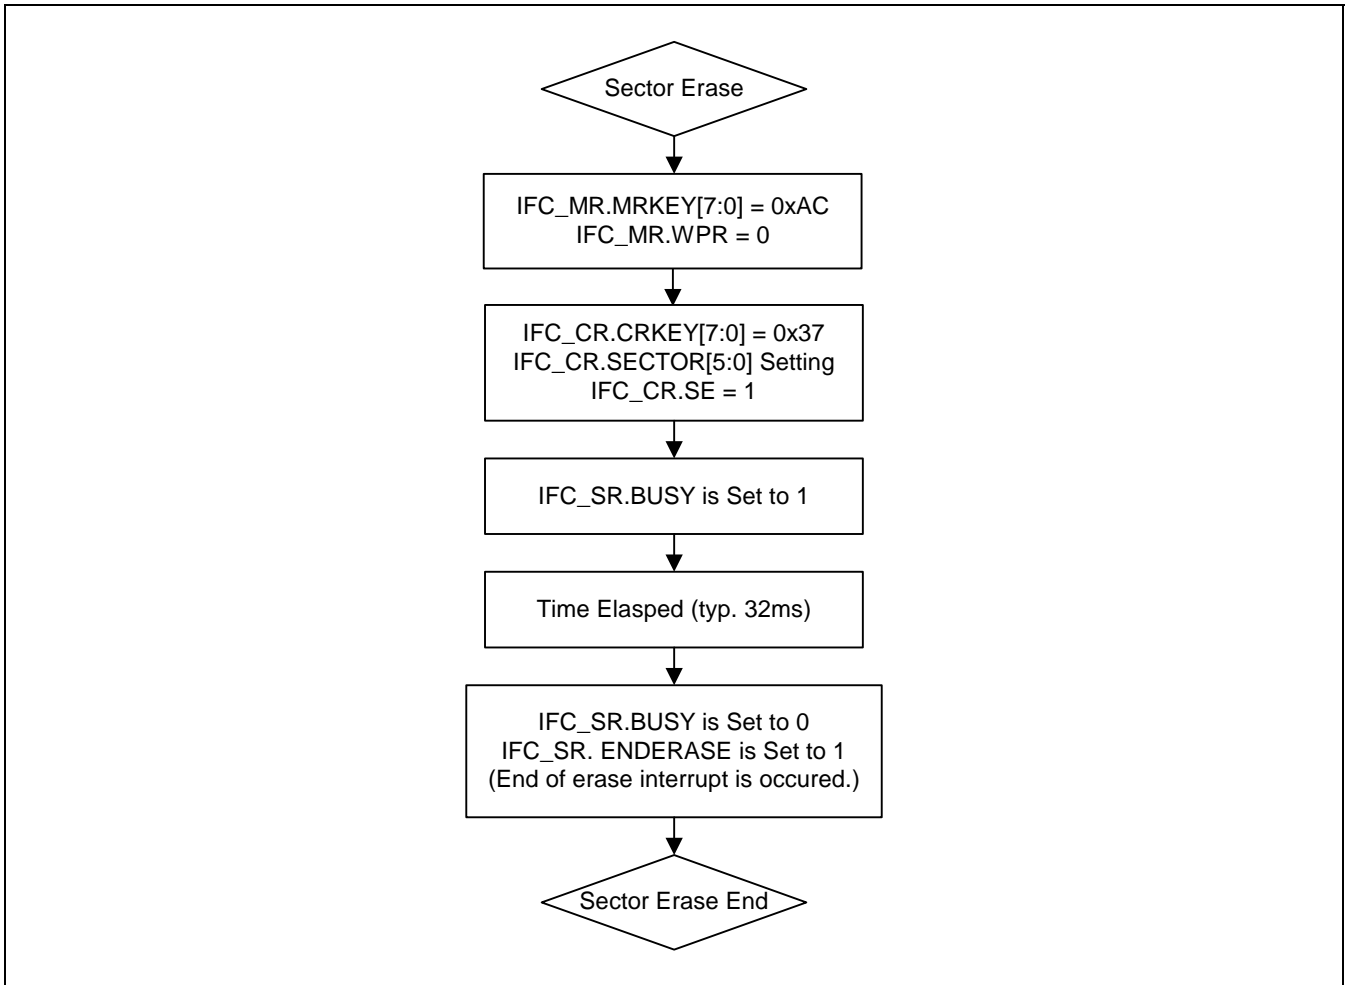 Sector Erase
IFC_MR.MRKEY[7:0] = 0xAC
IFC_MR.WPR = 0
IFC_CR.CRKEY[7:0] = 0x37
IFC_CR.SECTOR[5:0] Setting
IFC_CR.SE = 1
IFC_SR.BUSY is Set to 1
Time Elasped (typ. 32ms)
IFC_SR.BUSY is Set to 0
IFC_SR. ENDERASE is Set to 1
(End of erase interrupt is occured.)
Sector Erase End